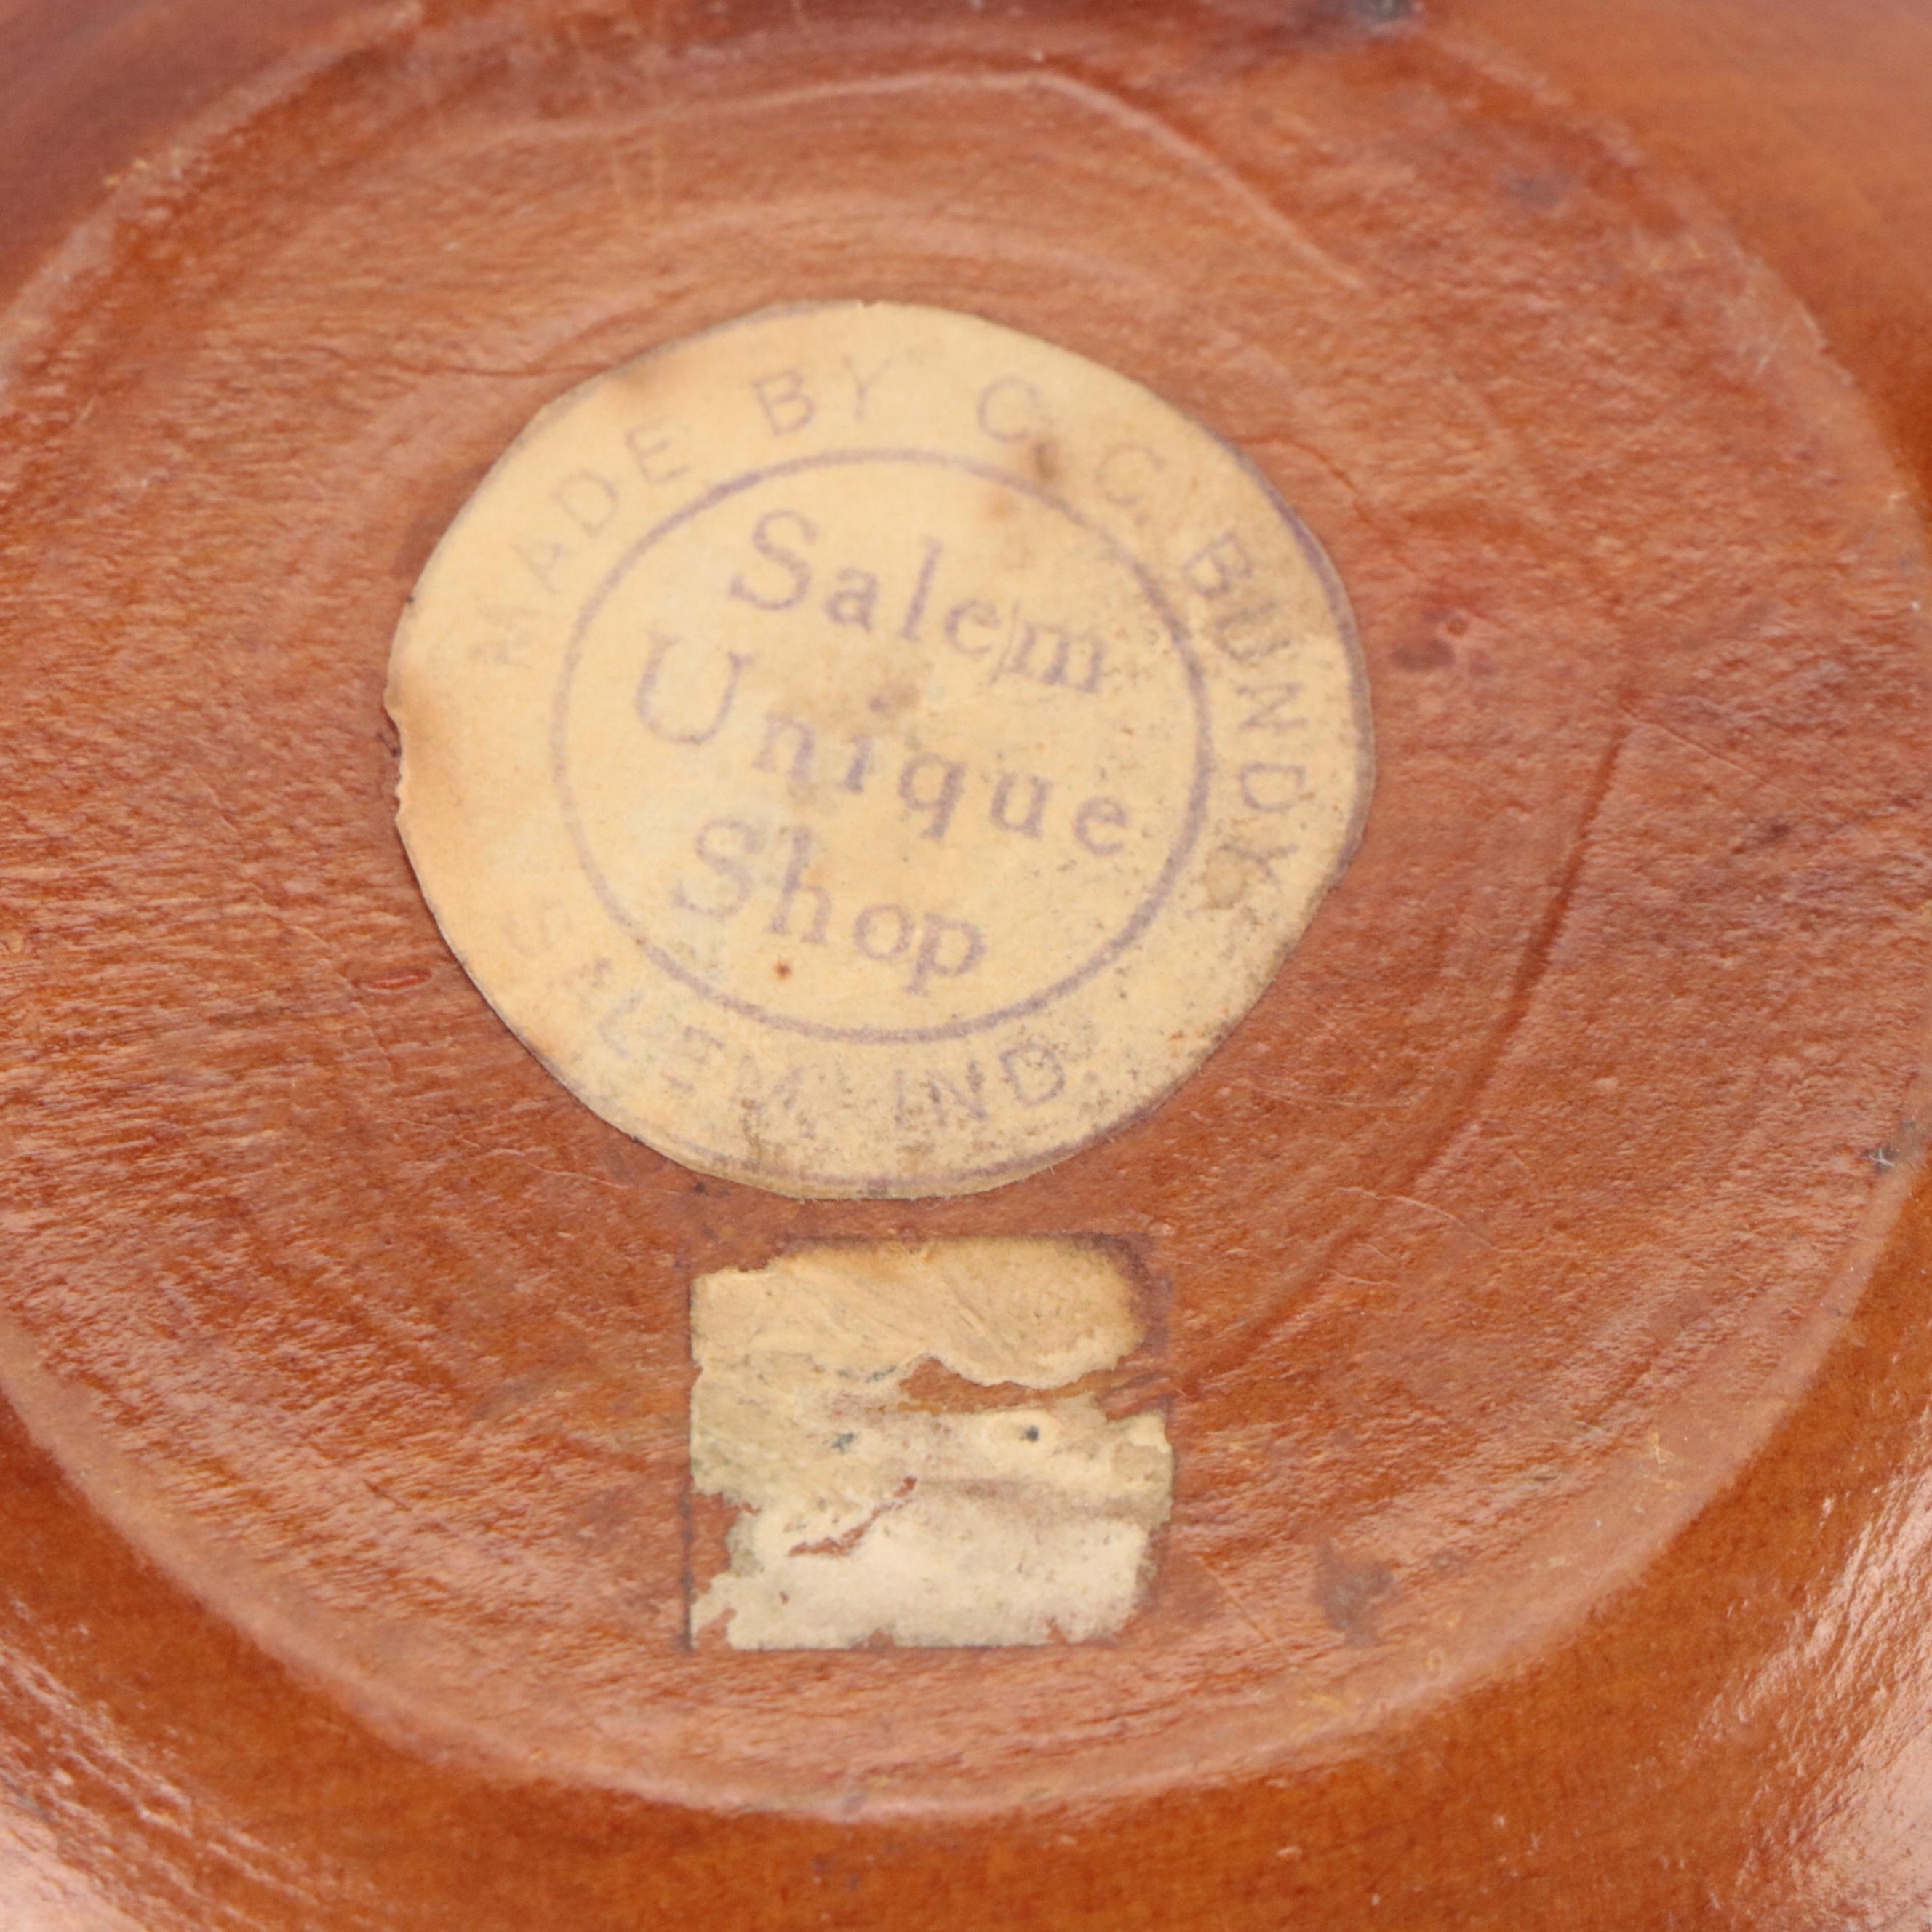 MADE BY C. C. BUNDY
Salem
Unique
Shop
SALEM IND.